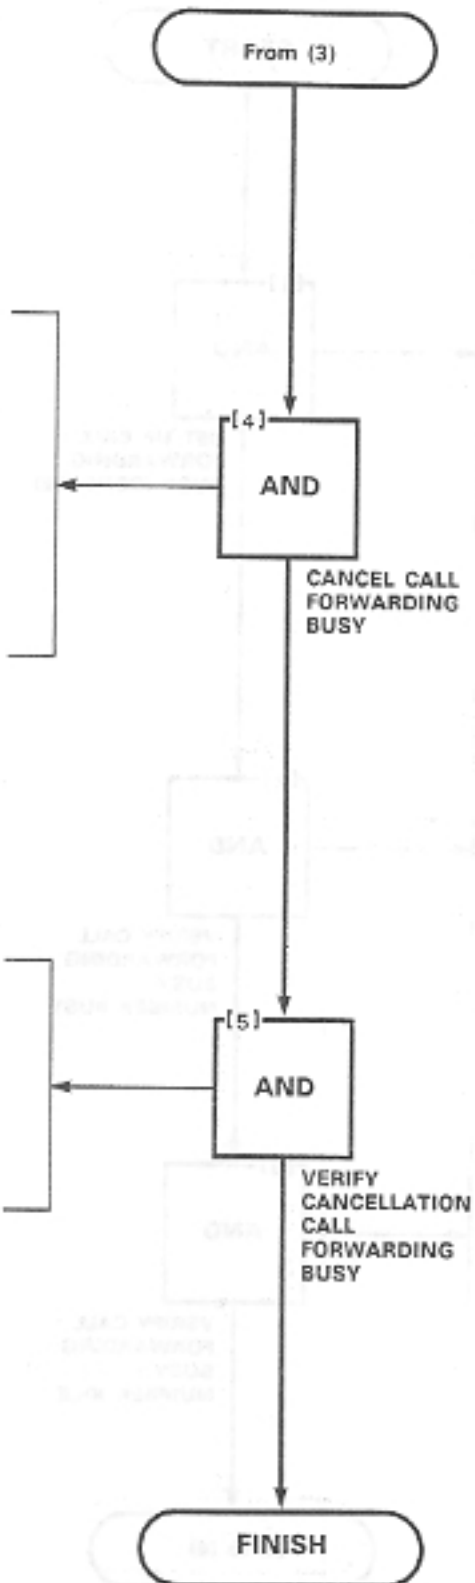 From (3)
[4]
AND
CANCEL CALL
FORWARDING
BUSY
[5]
AND
VERIFY
CANCELLATION
CALL
FORWARDING
BUSY
FINISH